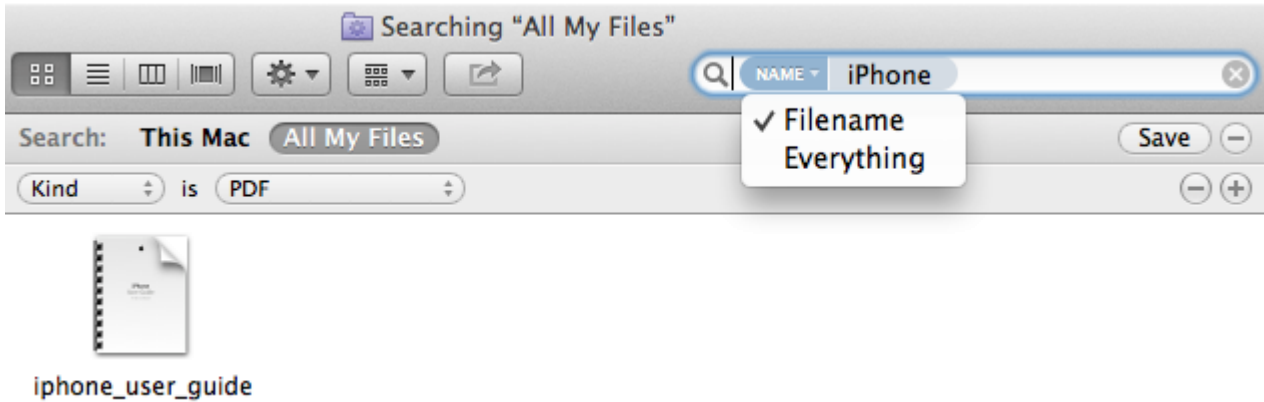 Searching "All My Files"
NAME iPhone
Filename
Everything
Search: This Mac All My Files Save
Kind is PDF
iPhone
iphone_user_guide